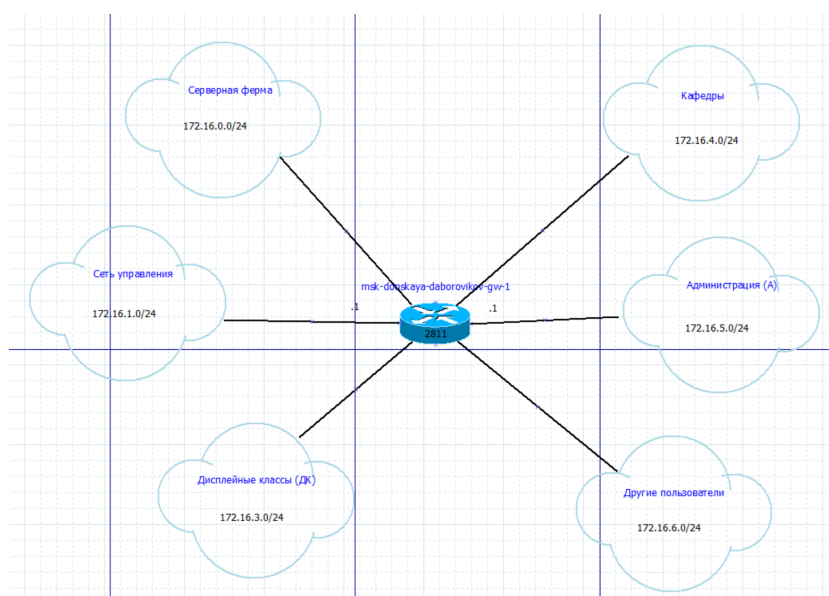 Серверная ферма
172.16.0.0/24
Кафедры
172.16.4.0/24
Сеть управления
172.16.1.0/24
msk-donskaya-daborovikov-gw-1
.1
.1
2811
Администрация (А)
172.16.5.0/24
Дисплейные классы (ДК)
172.16.3.0/24
Другие пользователи
172.16.6.0/24